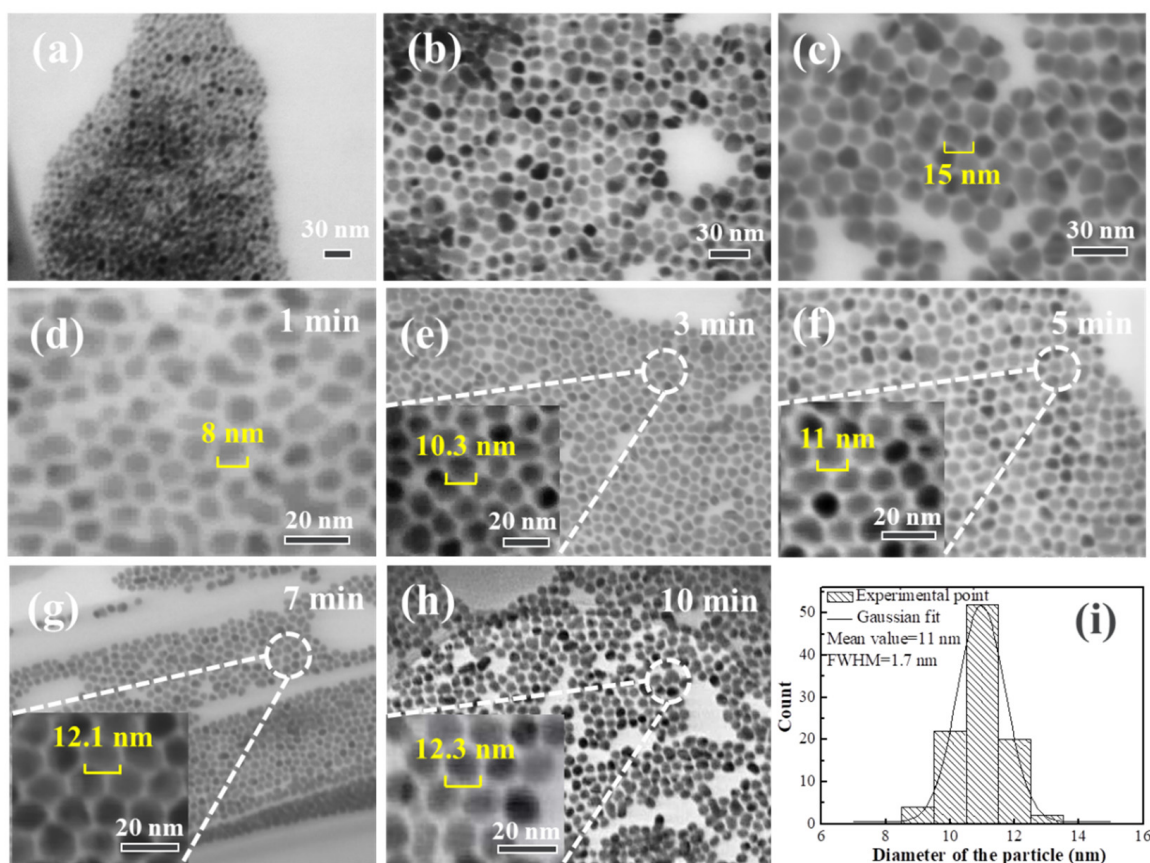 (a)
30 nm
(b)
30 nm
(c)
15 nm
30 nm
(d)
1 min
8 nm
20 nm
(e)
3 min
10.3 nm
20 nm
(f)
5 min
11 nm
20 nm
(g)
7 min
12.1 nm
20 nm
(h)
10 min
12.3 nm
20 nm
(i)
Experimental point
Gaussian fit
Mean value=11 nm
FWHM=1.7 nm
Count
50
40
30
20
10
0
6 8 10 12 14 16
Diameter of the particle (nm)